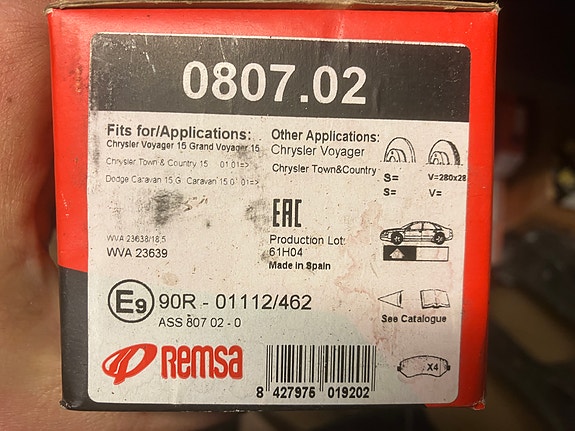 0807.02
Fits for/Applications:
Chrysler Voyager 15 Grand Voyager 15
Chrysler Town & Country 15 01.01=>
Dodge Caravan 15 G Caravan 15 0' 01=>
Other Applications:
Chrysler Voyager
Chrysler Town&Country
S= V=280x28
S= V=
WVA 23638/18,5
WVA 23639
EAC
Production Lot:
61H04
Made in Spain
E9 90R - 01112/462
ASS 807 02 - 0
See Catalogue
REMSA
X4
8 427975 019202